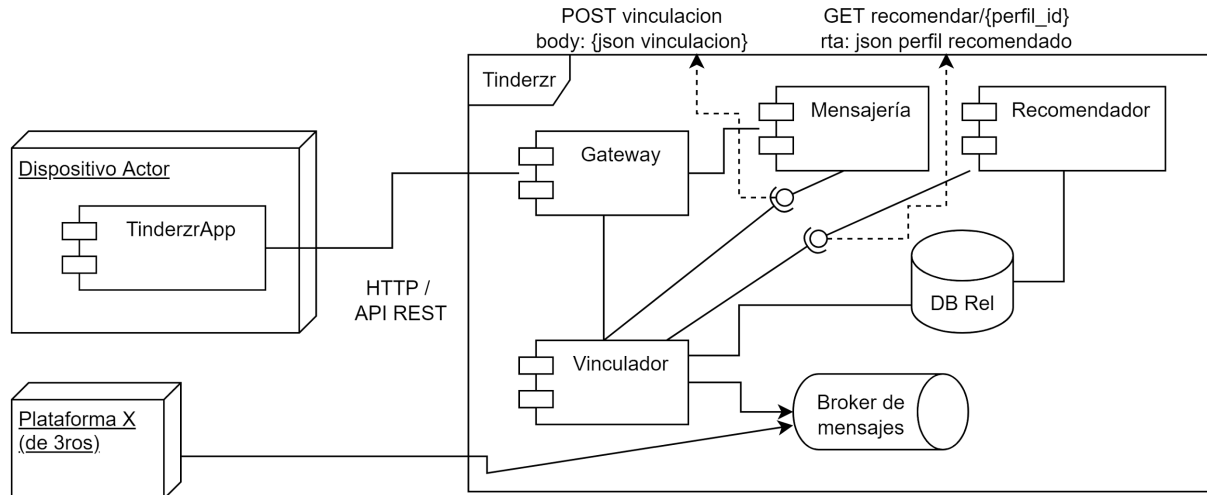 POST vinculacion
body: {json vinculacion}
GET recomendar/{perfil_id}
rta: json perfil recomendado
Tinderzr
Mensajería
Recomendador
Gateway
Dispositivo Actor
TinderzrApp
HTTP /
API REST
DB Rel
Vinculador
Broker de
mensajes
Plataforma X
(de 3ros)